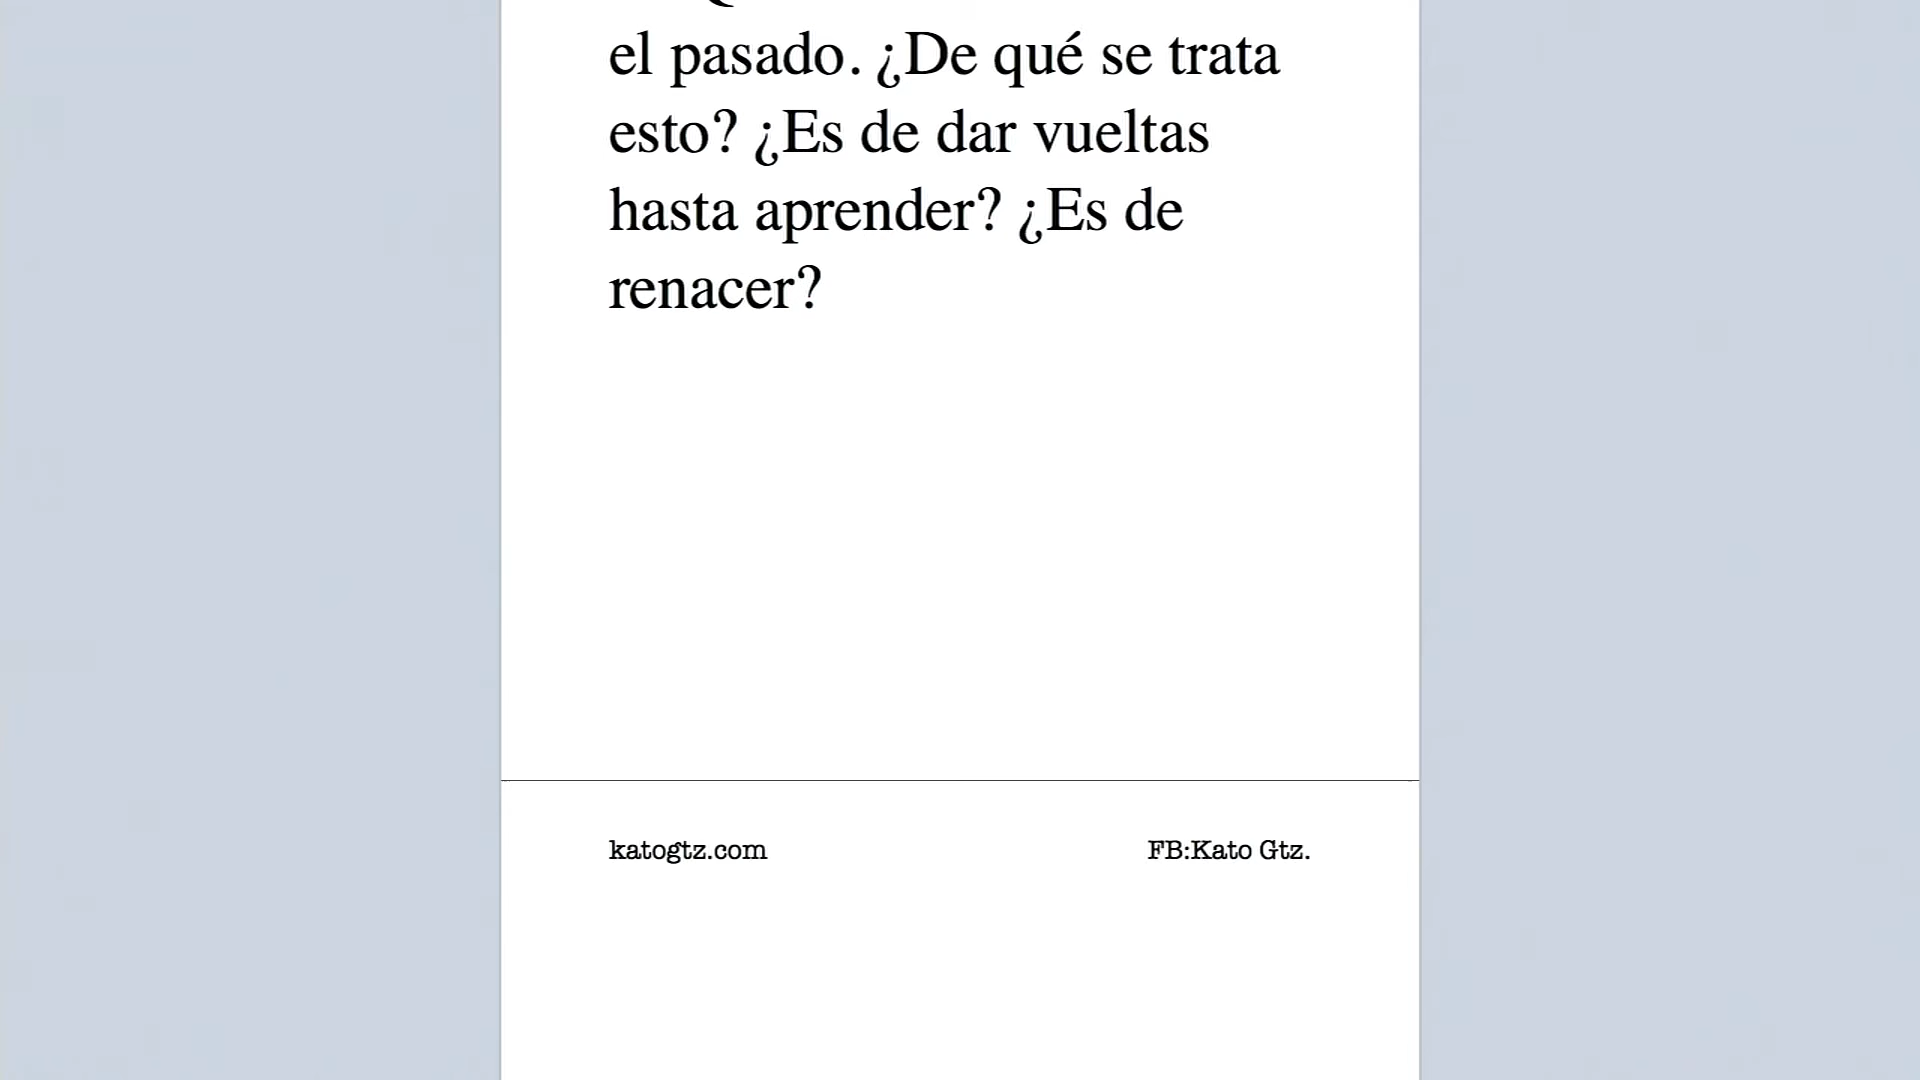 el pasado. ¿De qué se trata
esto? ¿Es de dar vueltas
hasta aprender? ¿Es de
renacer?
katogtz.com
FB:Kato Gtz.